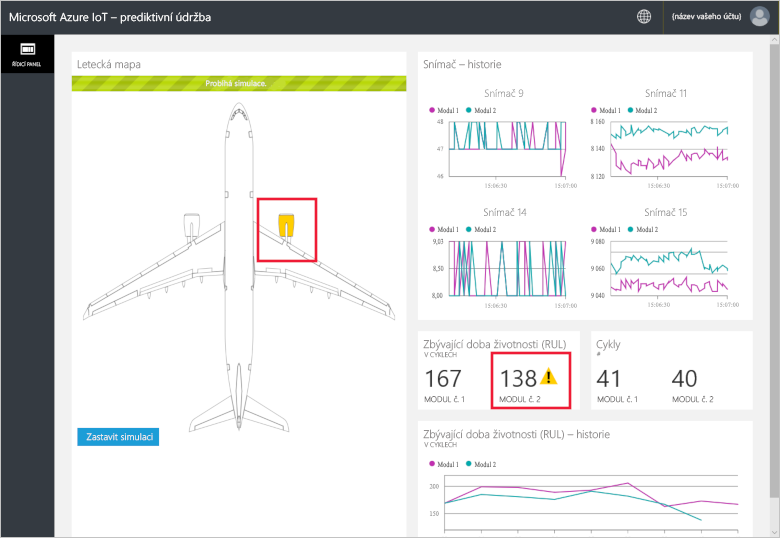 Microsoft Azure IoT – prediktivní údržba
(název vašeho účtu)
ŘÍDICÍ PANEL
Letecká mapa
Probíhá simulace.
Zastavit simulaci
Snímač – historie
Snímač 9
Modul 1 Modul 2
48
47
46
15:06:30 15:07:00
Snímač 11
Modul 1 Modul 2
8 160
8 120
15:06:30 15:07:00
Snímač 14
Modul 1 Modul 2
9,03
8,50
8,00
15:06:30 15:07:00
Snímač 15
Modul 1 Modul 2
9 080
9 040
15:06:30 15:07:00
Zbývající doba životnosti (RUL)
V CYKLECH
167 138
MODUL Č. 1 MODUL Č. 2
Cykly
#
41 40
MODUL Č. 1 MODUL Č. 2
Zbývající doba životnosti (RUL) – historie
V CYKLECH
Modul 1 Modul 2
300
150